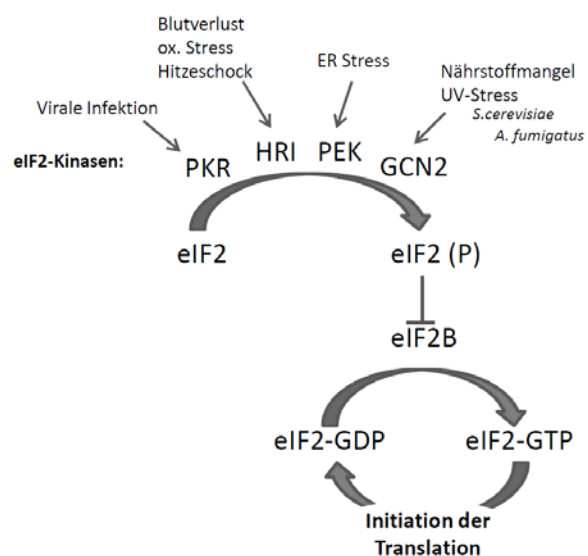 Blutverlust
ox. Stress
Hitzeschock
ER Stress
Nährstoffmangel
UV-Stress
S.cerevisiae
A. fumigatus
Virale Infektion
eIF2-Kinasen:
PKR
HRI
PEK
GCN2
eIF2
eIF2 (P)
eIF2B
eIF2-GDP
eIF2-GTP
Initiation der
Translation